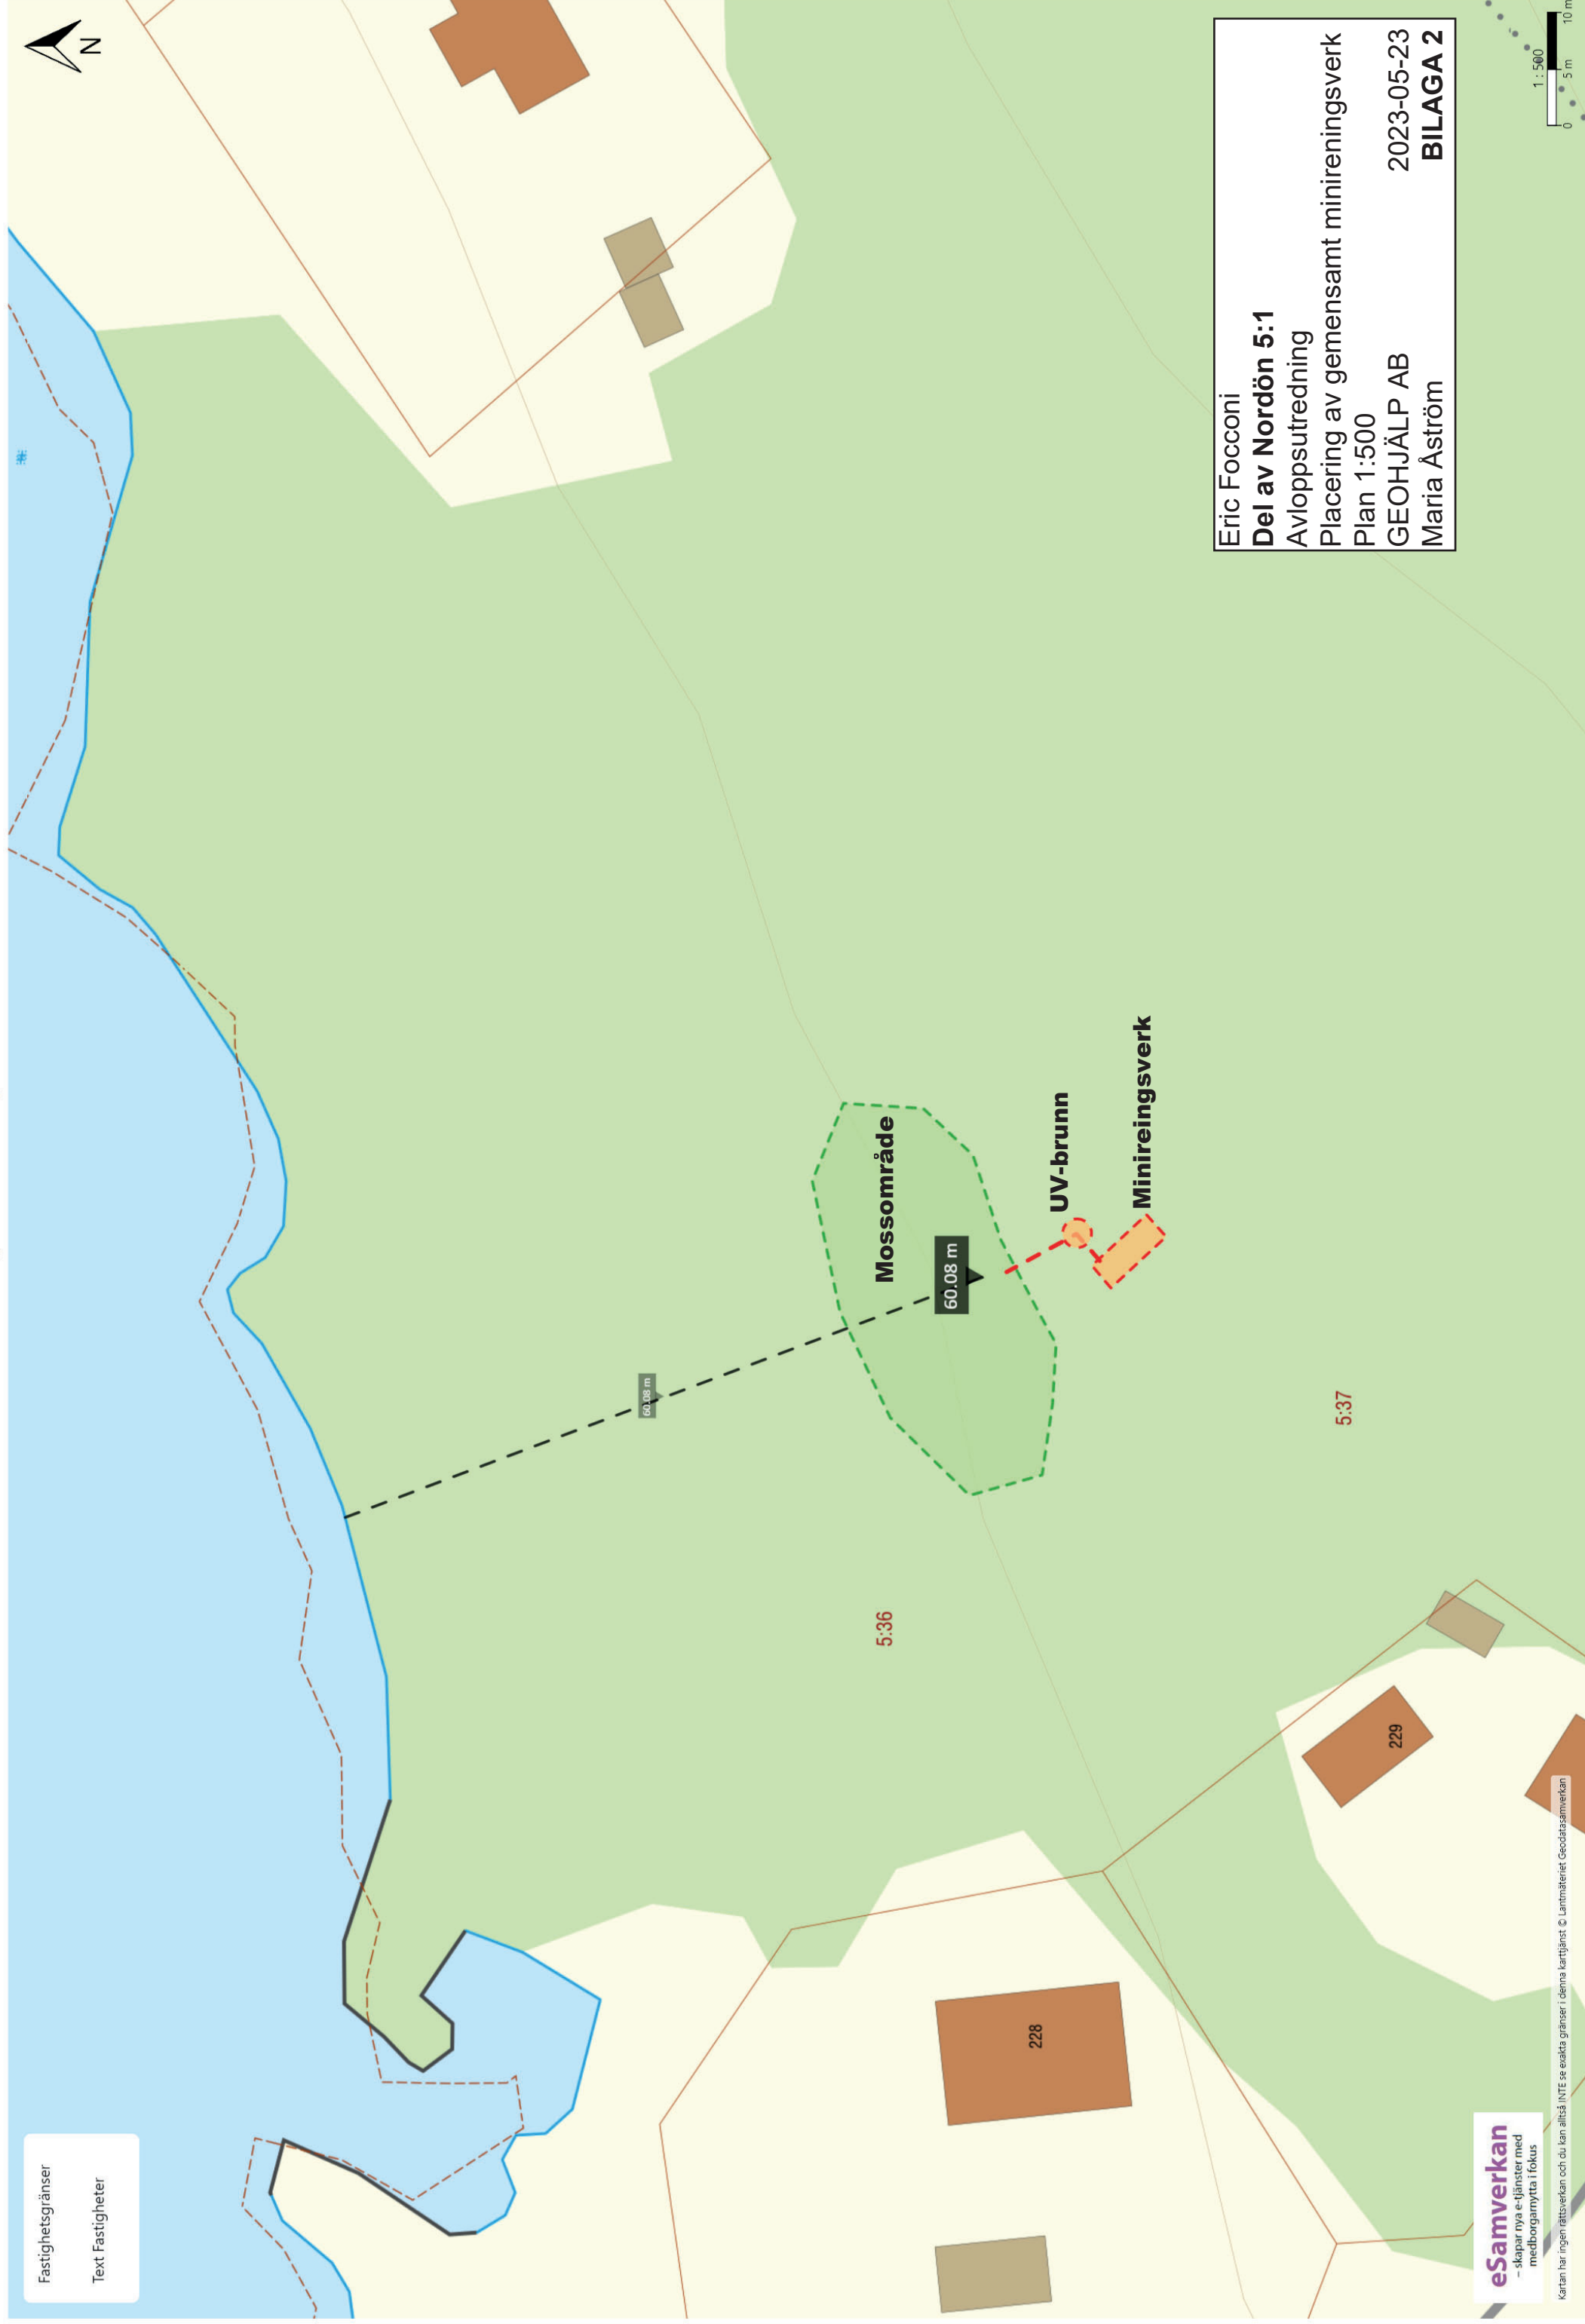 Fastighetsgränser
Text Fastigheter
N
60.08 m
60.08 m
Mossområde
UV-brunn
Minireingsverk
5:36
5:37
228
229
Eric Focconi
Del av Nordön 5:1
Avloppsutredning
Placering av gemensamt minireningsverk
Plan 1:500
GEOHJÄLP AB 2023-05-23
Maria Åström BILAGA 2
eSamverkan
– skapar nya e-tjänster med
medborgarnytta i fokus
Kartan har ingen rättsverkan och du kan alltså INTE se exakta gränser i denna karttjänst © Lantmäteriet Geodatasamverkan
1 : 500
0 5 m 10 m